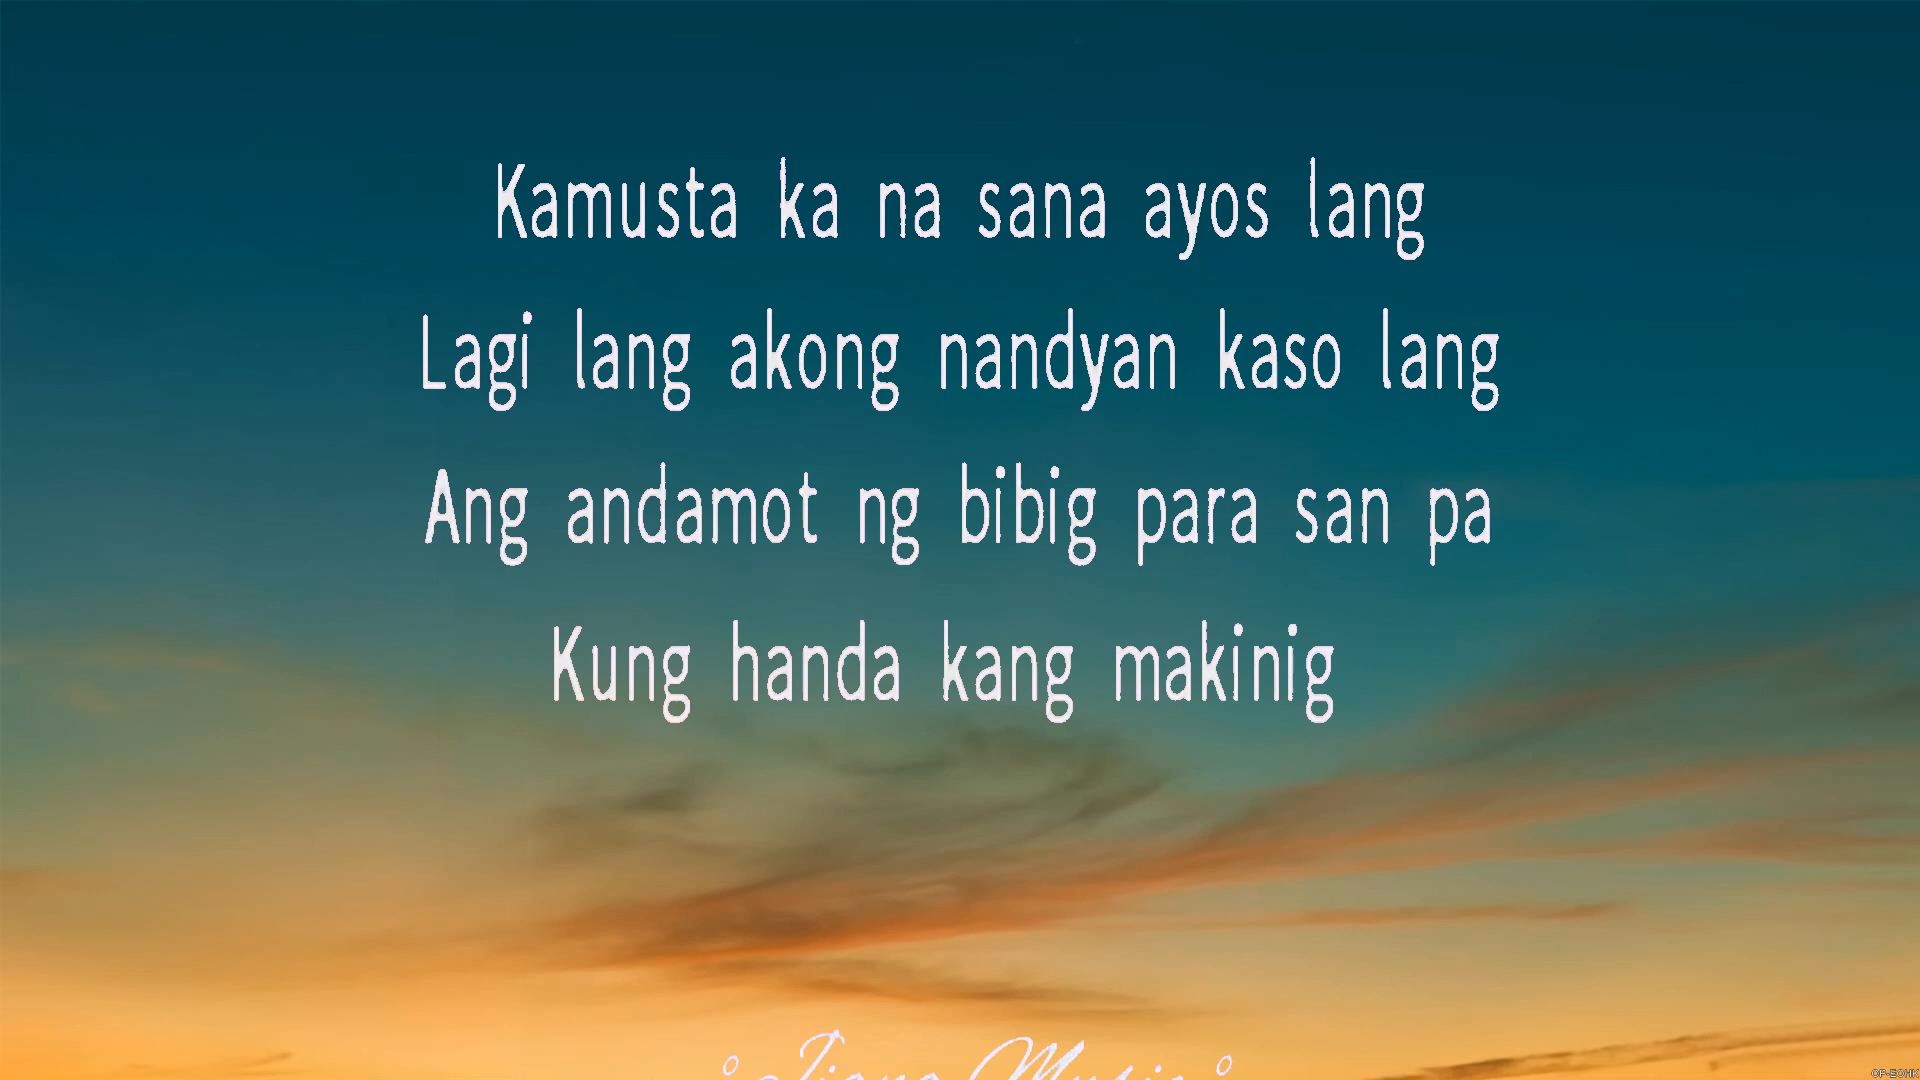 Kamusta ka na sana ayos lang
Lagi lang akong nandyan kaso lang
Ang andamot ng bibig para san pa
Kung handa kang makinig
Music